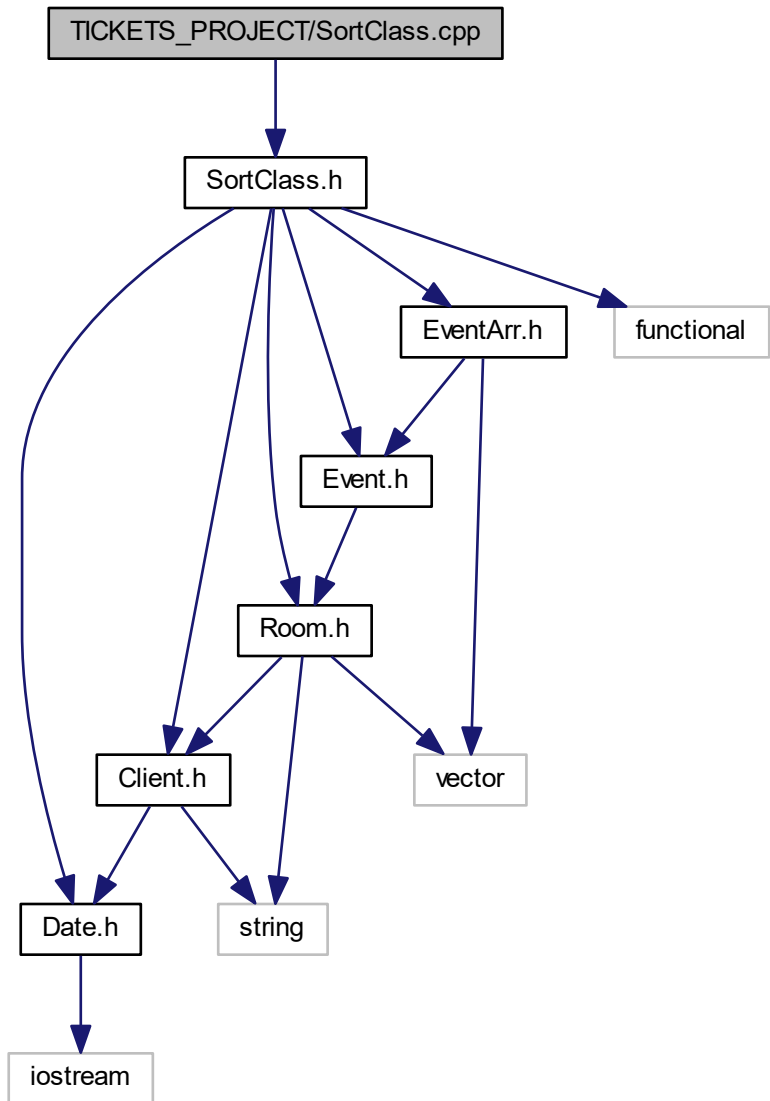 TICKETS_PROJECT/SortClass.cpp
SortClass.h
EventArr.h
functional
Event.h
Room.h
Client.h
vector
Date.h
string
iostream